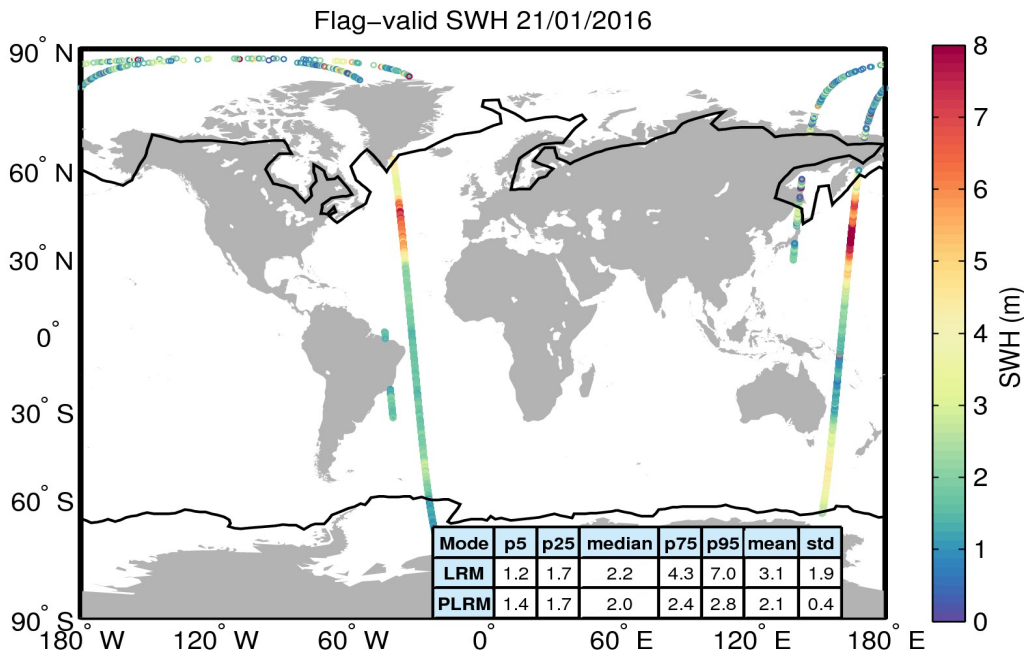 Flag−valid SWH 21/01/2016
90° N
60° N
30° N
0°
30° S
60° S
90° S
180° W
120° W
60° W
0°
60° E
120° E
180° E
8
7
6
5
4
3
2
1
0
SWH (m)
Mode p5 p25 median p75 p95 mean std
LRM 1.2 1.7 2.2 4.3 7.0 3.1 1.9
PLRM 1.4 1.7 2.0 2.4 2.8 2.1 0.4